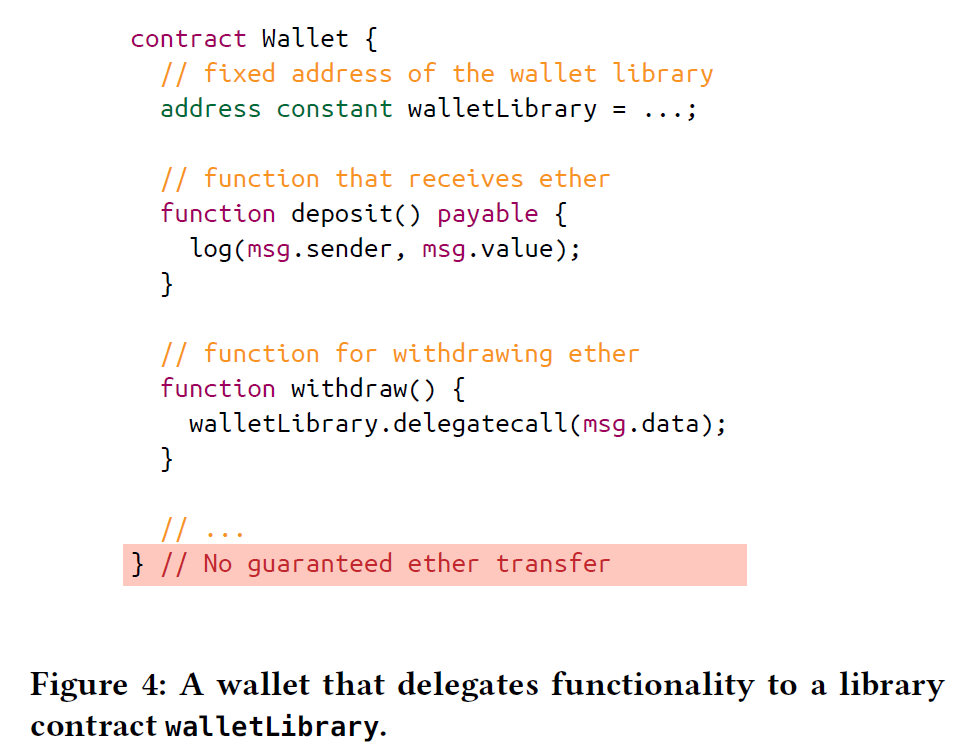 contract Wallet {
// fixed address of the wallet library
address constant walletLibrary = ...;
// function that receives ether
function deposit() payable {
log(msg.sender, msg.value);
}
// function for withdrawing ether
function withdraw() {
walletLibrary.delegatecall(msg.data);
}
// ...
} // No guaranteed ether transfer
Figure 4: A wallet that delegates functionality to a library
contract walletLibrary.